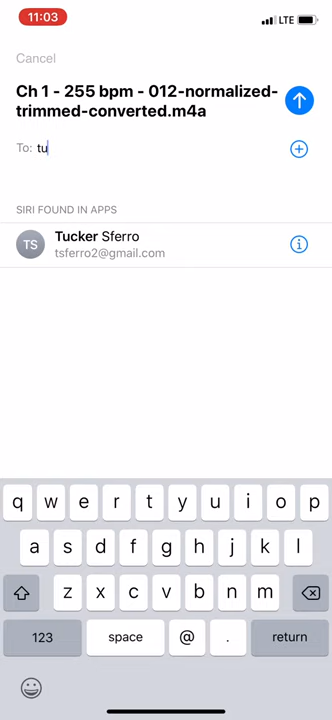 11:03
LTE
Cancel
Ch 1 - 255 bpm - 012-normalized-
trimmed-converted.m4a
To: tu
SIRI FOUND IN APPS
TS
Tucker Sferro
tsferro2@gmail.com
q w e r t y u i o p
a s d f g h j k l
z x c v b n m
123 space @ . return